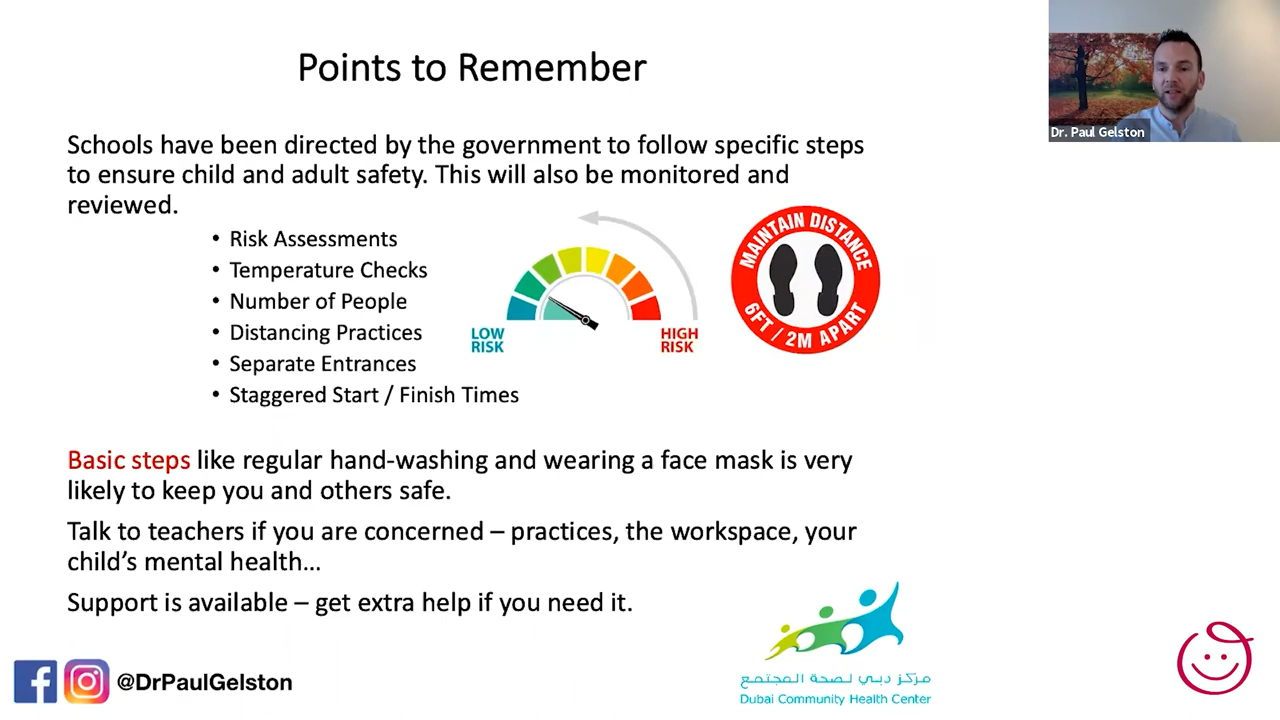 Points to Remember
Dr. Paul Gelston
Schools have been directed by the government to follow specific steps
to ensure child and adult safety. This will also be monitored and
reviewed.
• Risk Assessments
• Temperature Checks
• Number of People
• Distancing Practices
• Separate Entrances
• Staggered Start / Finish Times
LOW
RISK
HIGH
RISK
MAINTAIN DISTANCE
6FT / 2M APART
Basic steps like regular hand-washing and wearing a face mask is very
likely to keep you and others safe.
Talk to teachers if you are concerned – practices, the workspace, your
child’s mental health…
Support is available – get extra help if you need it.
@DrPaulGelston
مركز دبي لصحة المجتمع
Dubai Community Health Center